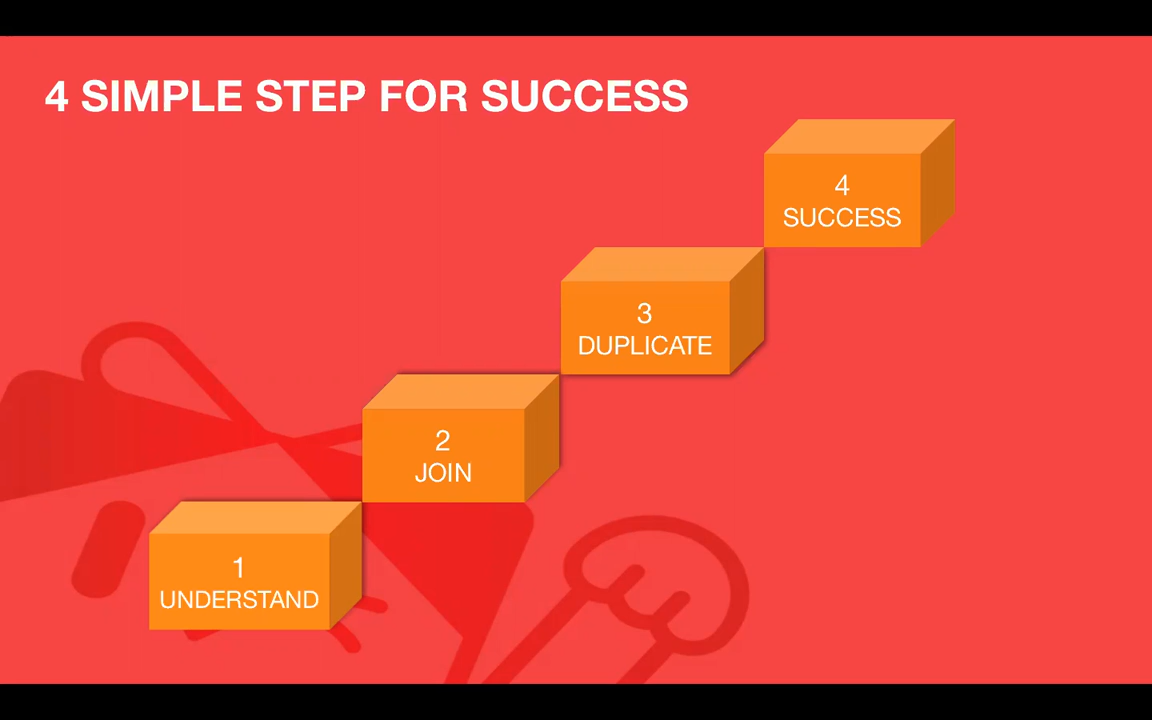 4 SIMPLE STEP FOR SUCCESS
4
SUCCESS
3
DUPLICATE
2
JOIN
1
UNDERSTAND